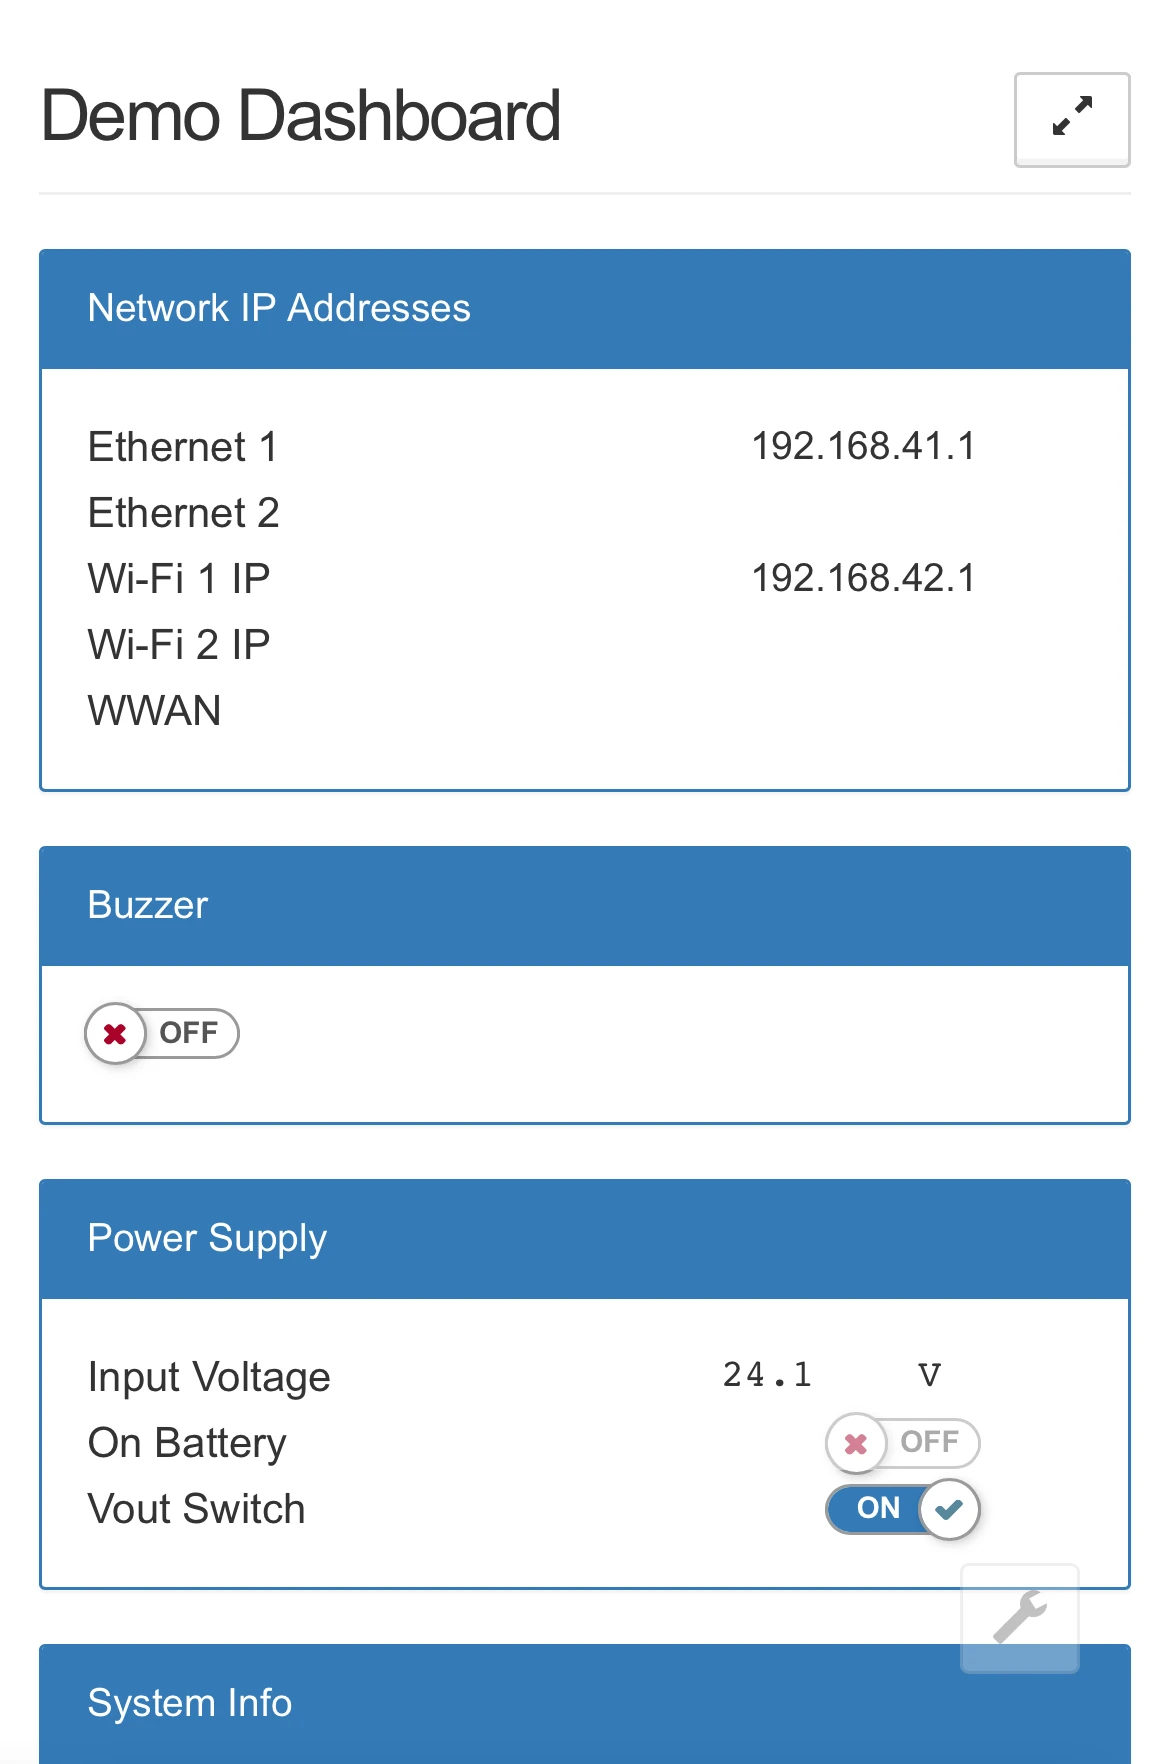 Demo Dashboard
Network IP Addresses
Ethernet 1 192.168.41.1
Ethernet 2
Wi-Fi 1 IP 192.168.42.1
Wi-Fi 2 IP
WWAN
Buzzer
OFF
Power Supply
Input Voltage 24.1 V
On Battery OFF
Vout Switch ON
System Info